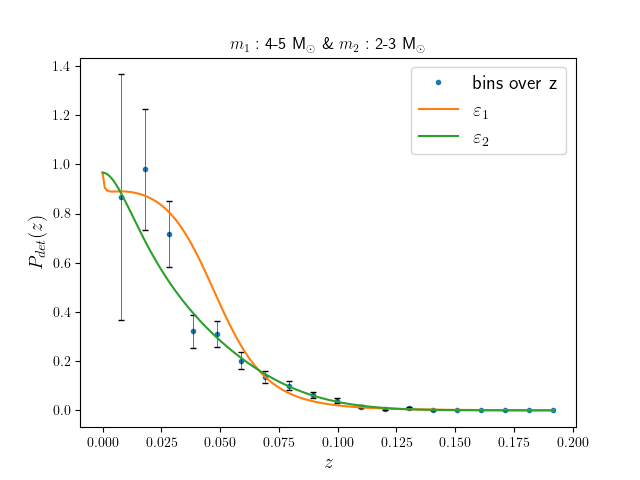 m₁ : 4-5 M⊙ & m₂ : 2-3 M⊙
1.4
1.2
1.0
0.8
0.6
0.4
0.2
0.0
P_det(z)
bins over z
ε₁
ε₂
0.000 0.025 0.050 0.075 0.100 0.125 0.150 0.175 0.200
z